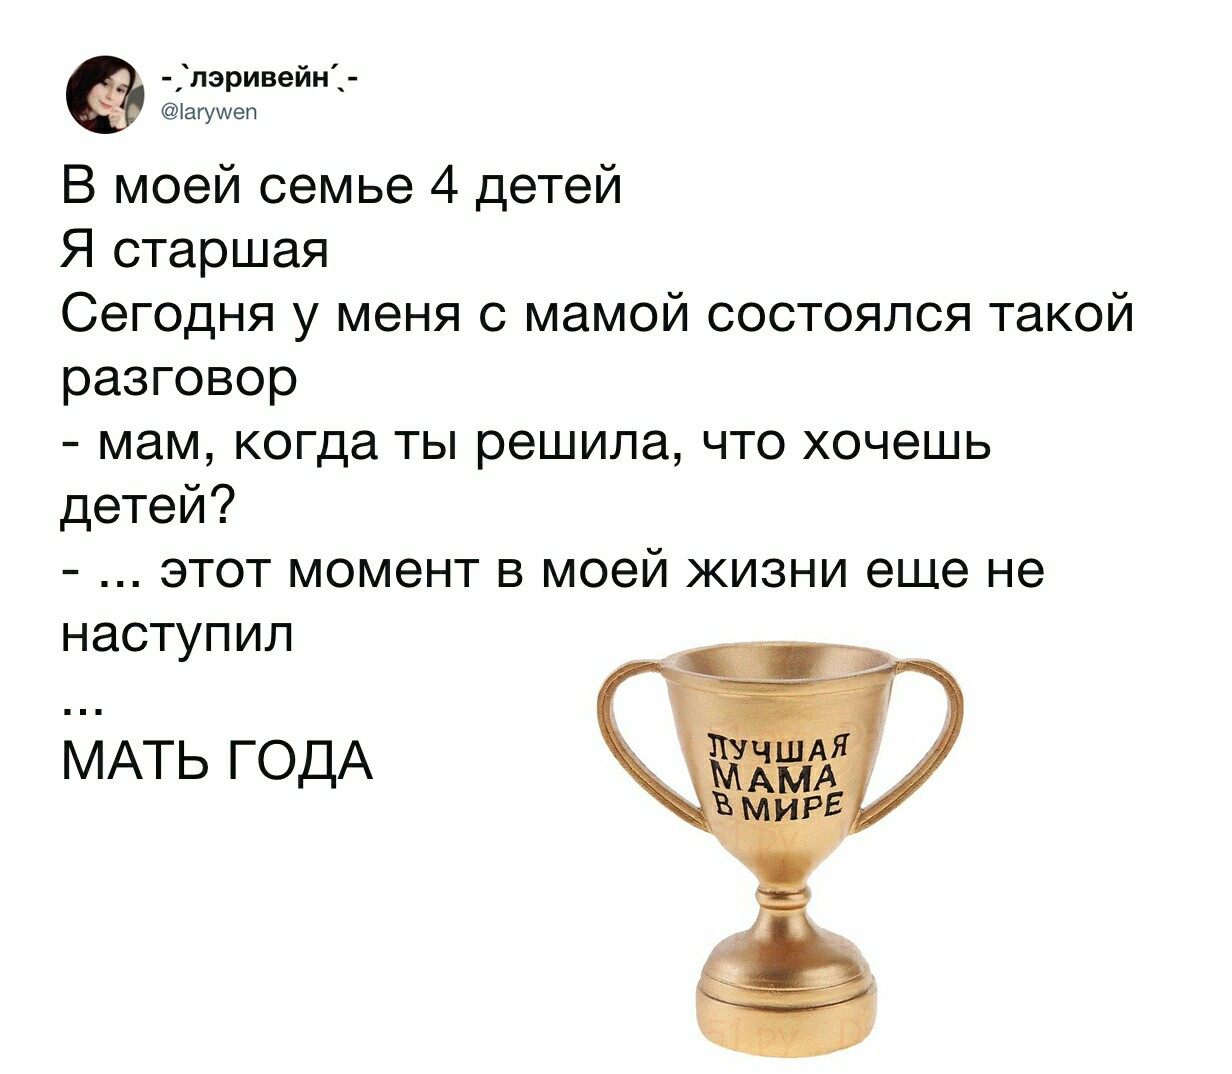 -ˏ`лэривейн´ˎ-
@larywen
В моей семье 4 детей
Я старшая
Сегодня у меня с мамой состоялся такой
разговор
- мам, когда ты решила, что хочешь
детей?
- ... этот момент в моей жизни еще не
наступил
...
МАТЬ ГОДА
ЛУЧШАЯ
МАМА
В МИРЕ